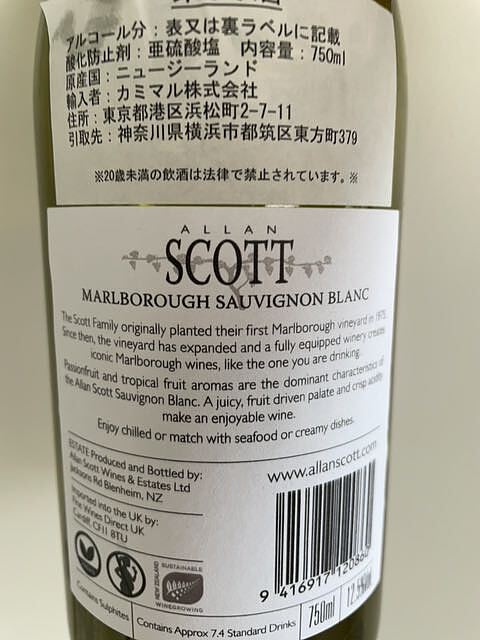 アルコール分：表又は裏ラベルに記載
酸化防止剤：亜硫酸塩　内容量：750ml
原産国：ニュージーランド
輸入者：カミマル株式会社
住所：東京都港区浜松町2-7-11
引取先：神奈川県横浜市都筑区東方町379
※20歳未満の飲酒は法律で禁止されています。※
ALLAN
SCOTT
MARLBOROUGH SAUVIGNON BLANC
The Scott Family originally planted their first Marlborough vineyard in 1975.
Since then, the vineyard has expanded and a fully equipped winery creates
iconic Marlborough wines, like the one you are drinking.
Passionfruit and tropical fruit aromas are the dominant characteristics of
the Allan Scott Sauvignon Blanc. A juicy, fruit driven palate and crisp acidity
make an enjoyable wine.
Enjoy chilled or match with seafood or creamy dishes.
ESTATE Produced and Bottled by:
Allan Scott Wines & Estates Ltd
Jacksons Rd Blenheim, NZ
www.allanscott.com
Imported into the UK by:
Fine Wines Direct UK
Cardiff, CF11 8TU
NEW ZEALAND
SUSTAINABLE
WINEGROWING
9 416917 120860
Contains Sulphites
Contains Approx 7.4 Standard Drinks
750ml